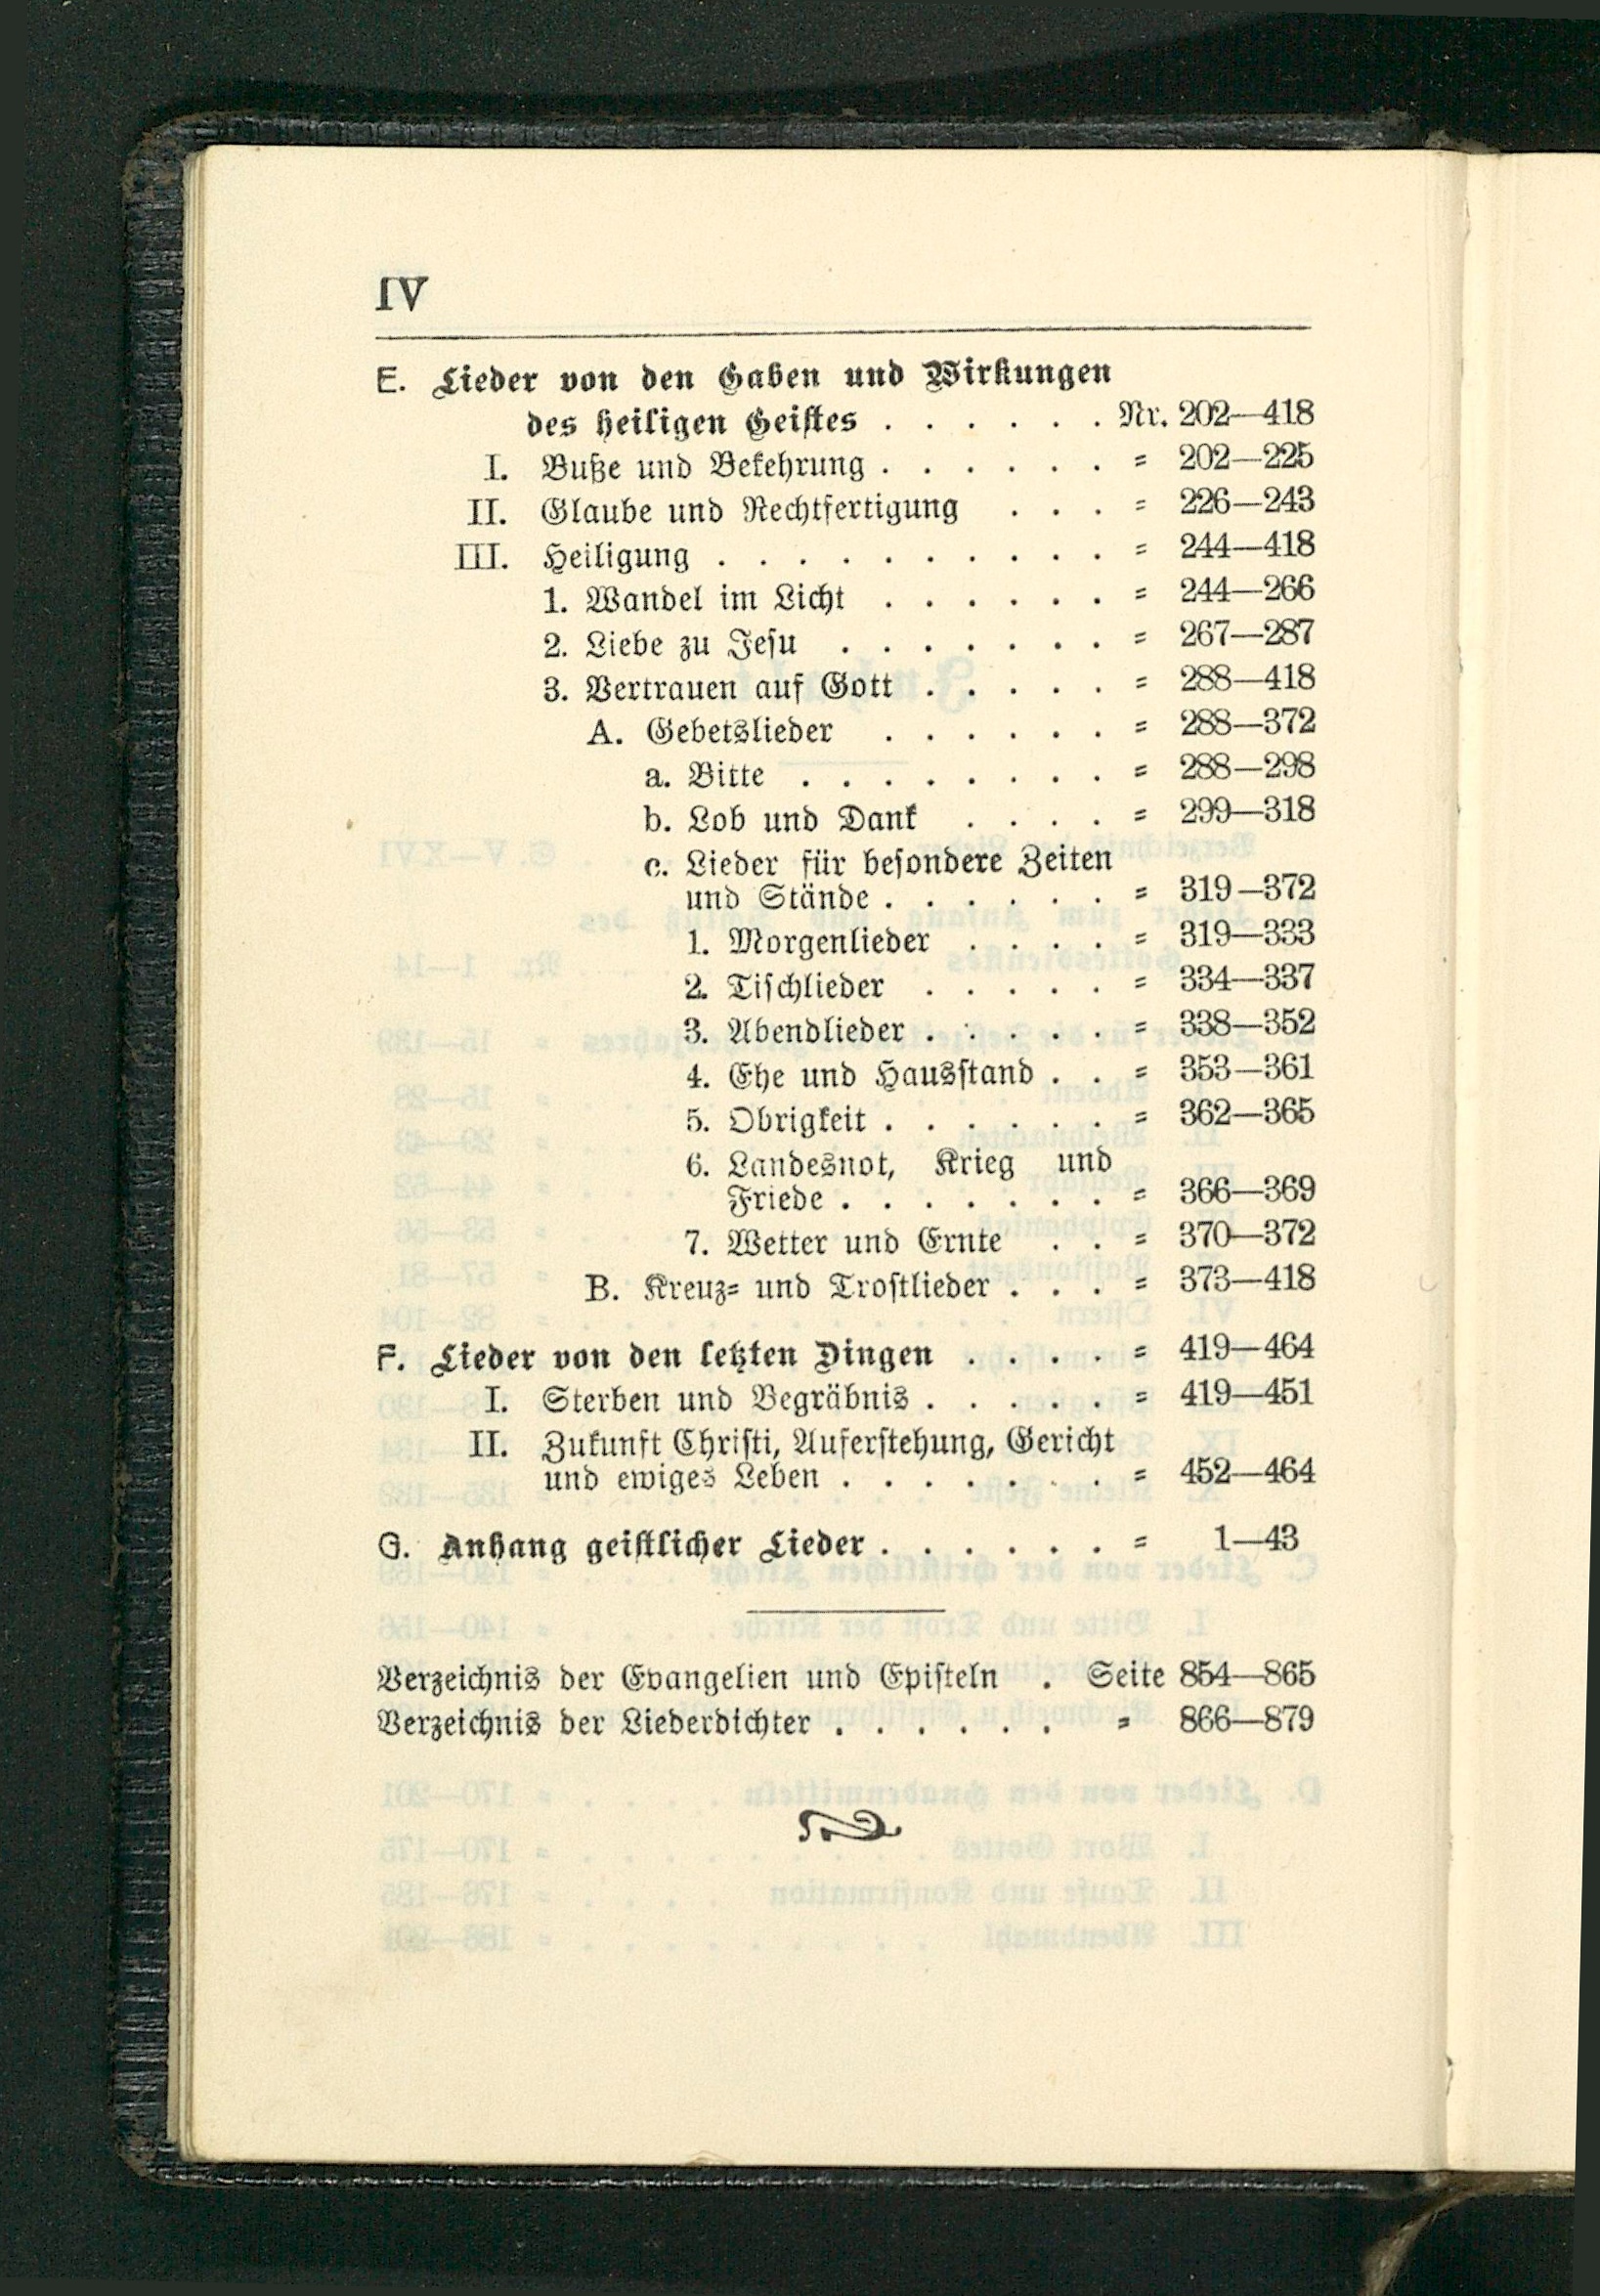 IV
E. Lieder von den Gaben und Wirkungen
des heiligen Geistes . . . . . . Nr. 202—418
I. Buße und Bekehrung . . . . . . = 202—225
II. Glaube und Rechtfertigung . . . = 226—243
III. Heiligung . . . . . . . . . . = 244—418
1. Wandel im Licht . . . . . . = 244—266
2. Liebe zu Jesu . . . . . . . = 267—287
3. Vertrauen auf Gott . . . . . = 288—418
A. Gebetslieder . . . . . . = 288—372
a. Bitte . . . . . . . . = 288—298
b. Lob und Dank . . . . = 299—318
c. Lieder für besondere Zeiten
und Stände . . . . . . = 319—372
1. Morgenlieder . . . . = 319—333
2. Tischlieder . . . . . = 334—337
3. Abendlieder . . . . . = 338—352
4. Ehe und Hausstand . . = 353—361
5. Obrigkeit . . . . . . = 362—365
6. Landesnot, Krieg und
Friede . . . . . . . = 366—369
7. Wetter und Ernte . . = 370—372
B. Kreuz= und Trostlieder . . . = 373—418
F. Lieder von den letzten Dingen . . . . = 419—464
I. Sterben und Begräbnis . . . . . = 419—451
II. Zukunft Christi, Auferstehung, Gericht
und ewiges Leben . . . . . . . = 452—464
G. Anhang geistlicher Lieder . . . . . . = 1—43
Verzeichnis der Evangelien und Episteln . Seite 854—865
Verzeichnis der Liederdichter . . . . . . = 866—879